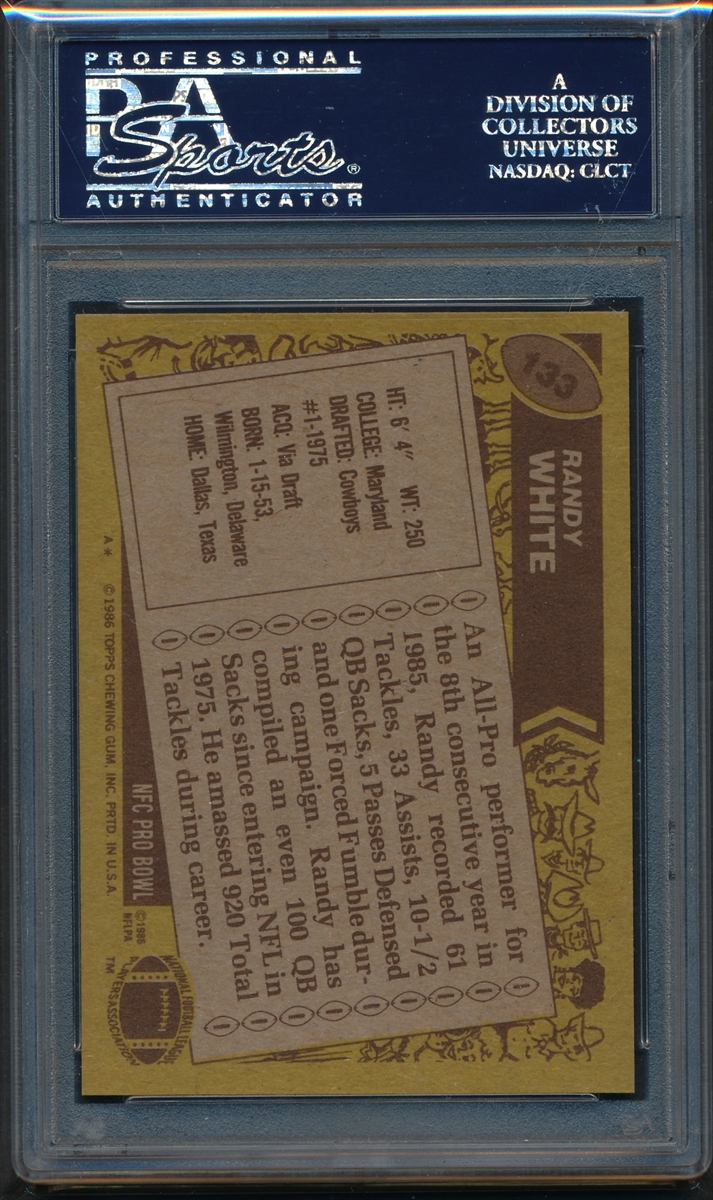 PROFESSIONAL
PSA
Sports®
AUTHENTICATOR
A
DIVISION OF
COLLECTORS
UNIVERSE
NASDAQ: CLCT
133
RANDY
WHITE
HT: 6' 4" WT: 250
COLLEGE: Maryland
DRAFTED: Cowboys
#1-1975
ACQ: Via Draft
BORN: 1-15-53,
Wilmington, Delaware
HOME: Dallas, Texas
An All-Pro performer for
the 8th consecutive year in
1985, Randy recorded 61
Tackles, 33 Assists, 10-1/2
QB Sacks, 5 Passes Defensed
and one Forced Fumble dur-
ing campaign. Randy has
compiled an even 100 QB
Sacks since entering NFL in
1975. He amassed 920 Total
Tackles during career.
NFC PRO BOWL
©1986
NFLPA
NATIONAL FOOTBALL LEAGUE
PLAYERS ASSOCIATION
TM
A* ©1986 TOPPS CHEWING GUM, INC. PRTD. IN U.S.A.